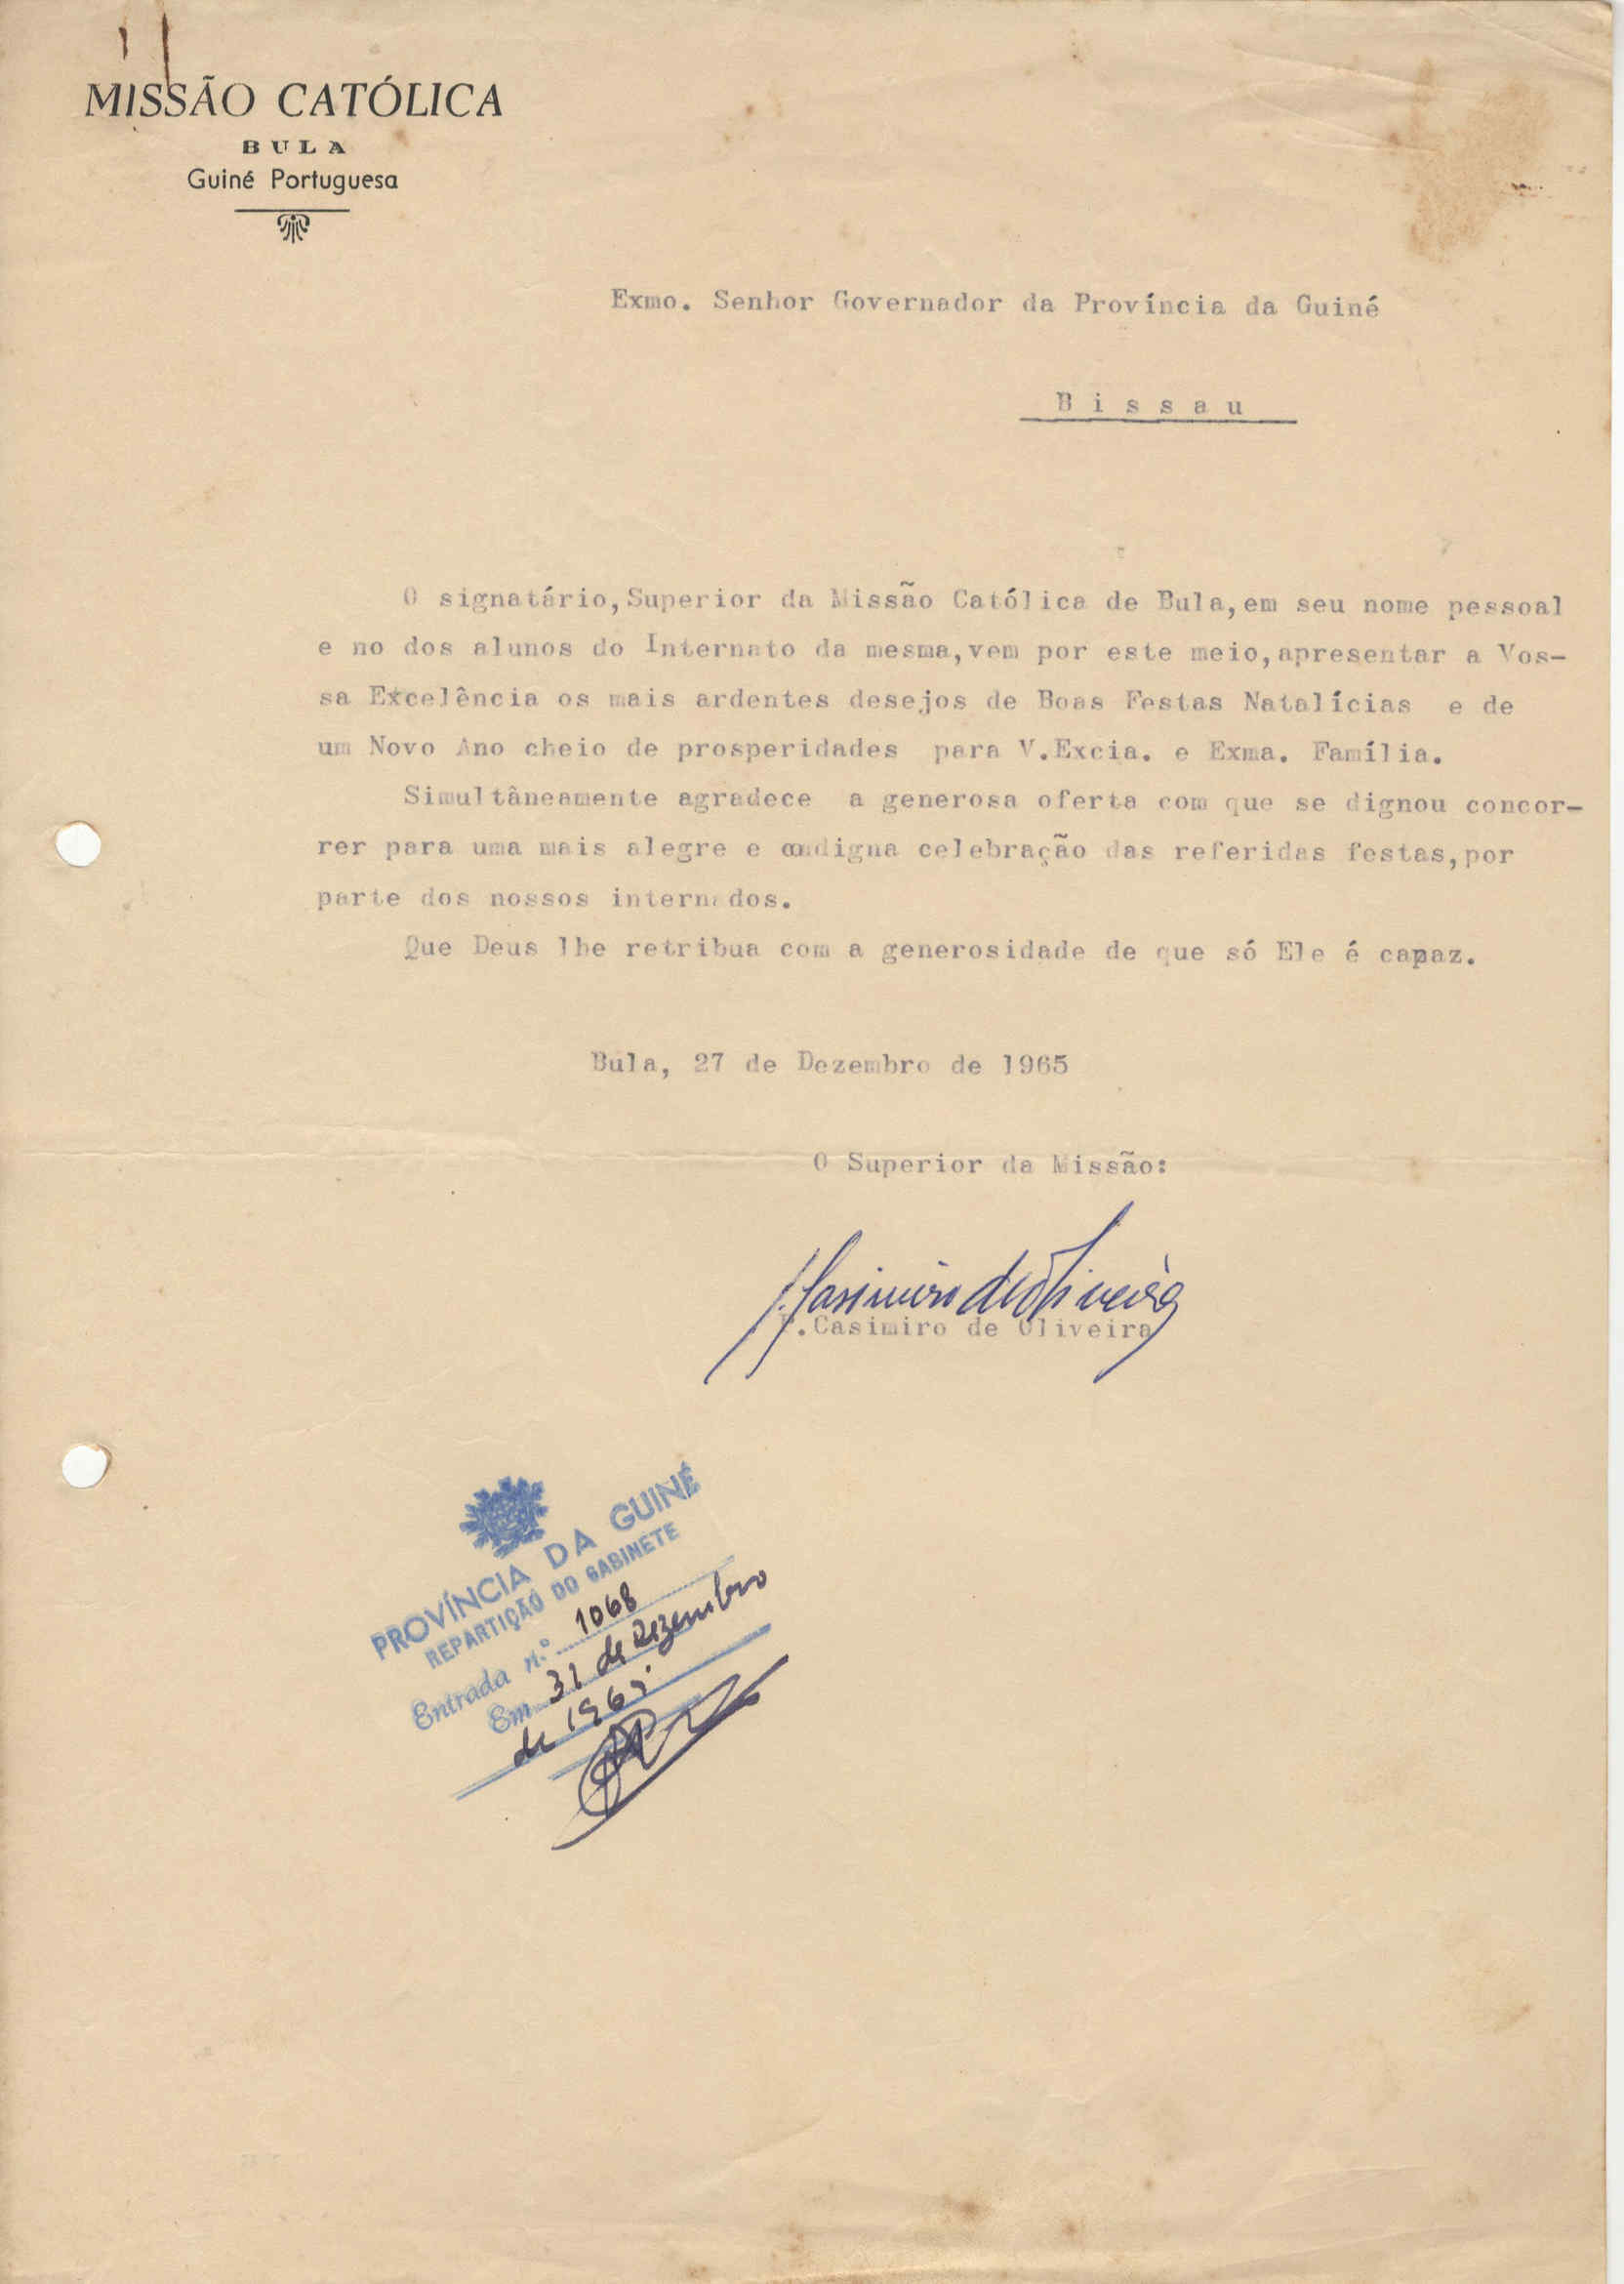 MISSÃO CATÓLICA
BULA
Guiné Portuguesa
Exmo. Senhor Governador da Província da Guiné
B i s s a u
O signatário,Superior da Missão Católica de Bula,em seu nome pessoal
e no dos alunos do Internato da mesma,vem por este meio,apresentar a Vos-
sa Excelência os mais ardentes desejos de Boas Festas Natalícias e de
um Novo Ano cheio de prosperidades para V.Excia. e Exma. Família.
Simultâneamente agradece a generosa oferta com que se dignou concor-
rer para uma mais alegre e condigna celebração das referidas festas,por
parte dos nossos internados.
Que Deus lhe retribua com a generosidade de que só Ele é capaz.
Bula, 27 de Dezembro de 1965
O Superior da Missão:
P. Casimiro de Oliveira
P.Casimiro de Oliveira
PROVÍNCIA DA GUINÉ
REPARTIÇÃO DO GABINETE
Entrada n.º 1068
Em 31 de Dezembro
de 1965